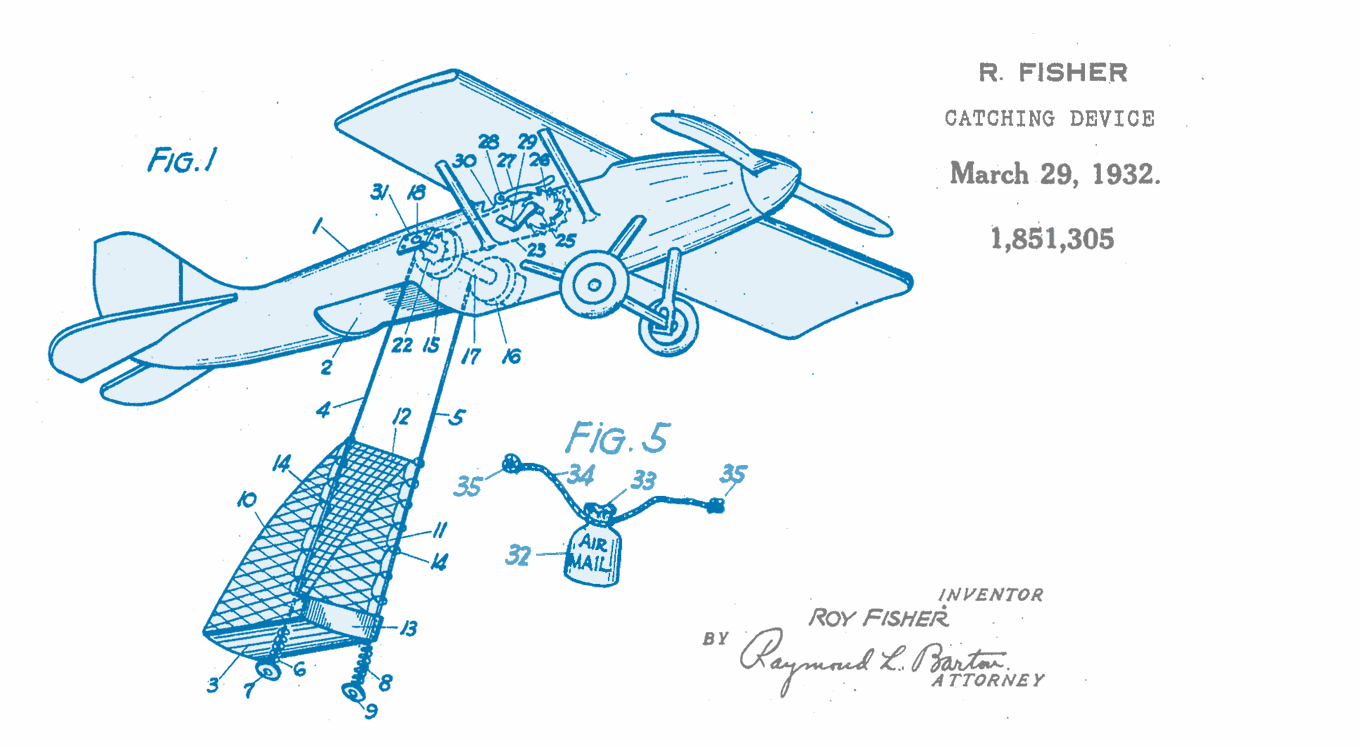 R. FISHER
CATCHING DEVICE
March 29, 1932.
1,851,305
FIG.1
28 29
30 27 26
31 18
1
23 25
22 15 17 16
2
4 12 5
FIG. 5
14
35 34 33 35
10
11
32 AIR
MAIL
14
13
3 7 6 8
9
INVENTOR
ROY FISHER
BY Raymond L. Barton.
ATTORNEY